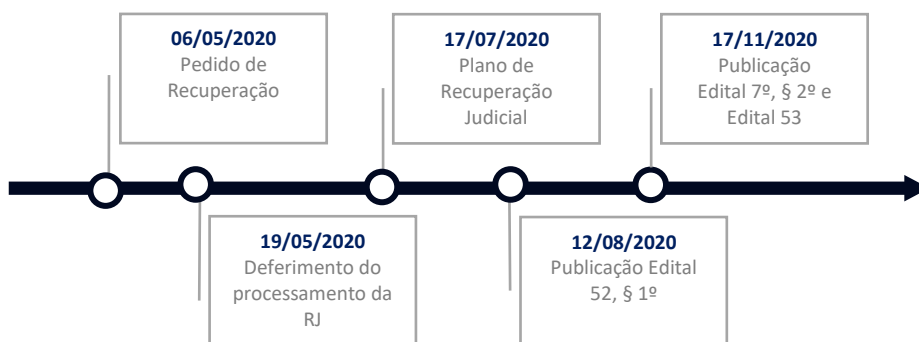 06/05/2020
Pedido de
Recuperação
17/07/2020
Plano de
Recuperação
Judicial
17/11/2020
Publicação
Edital 7º, § 2º e
Edital 53
19/05/2020
Deferimento do
processamento da
RJ
12/08/2020
Publicação Edital
52, § 1º